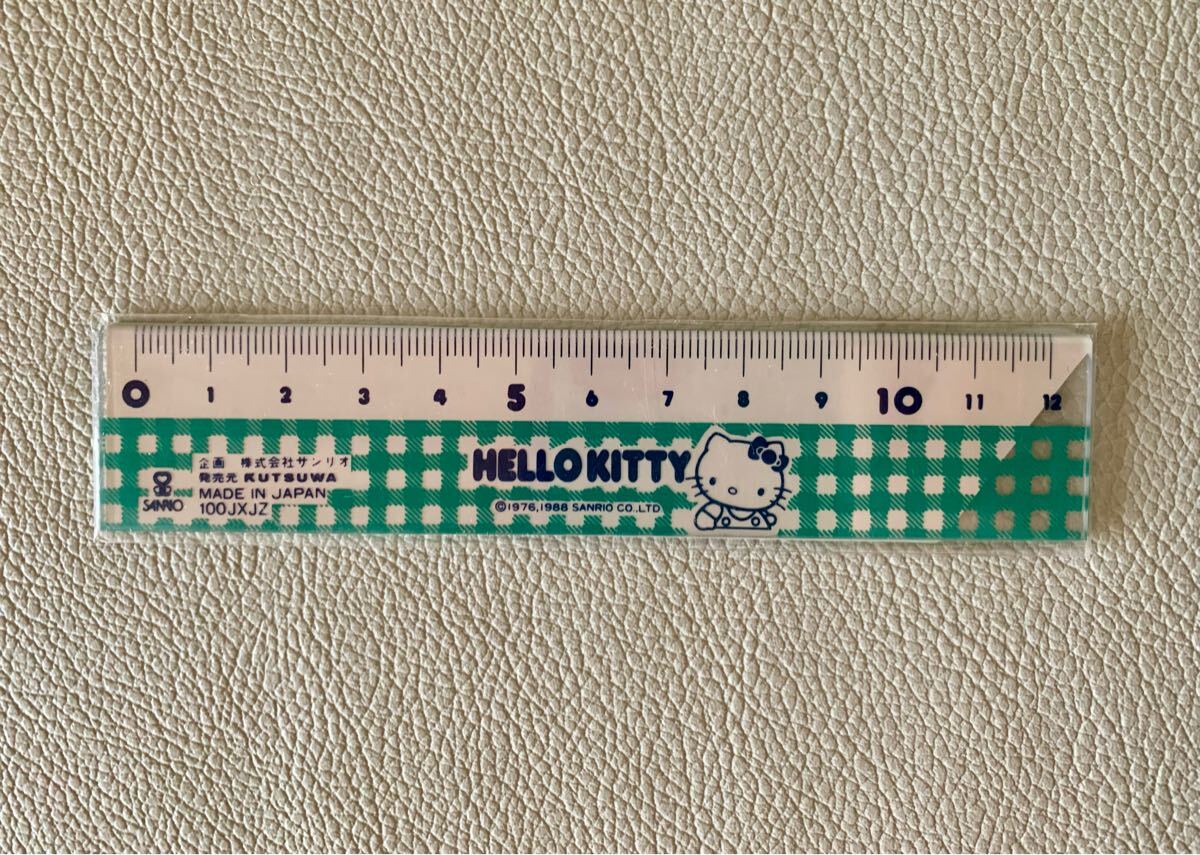 0 1 2 3 4 5 6 7 8 9 10 11 12
企画 株式会社サンリオ
発売元 KUTSUWA
MADE IN JAPAN
100JXJZ
SANRIO
HELLO KITTY
©1976,1988 SANRIO CO.,LTD